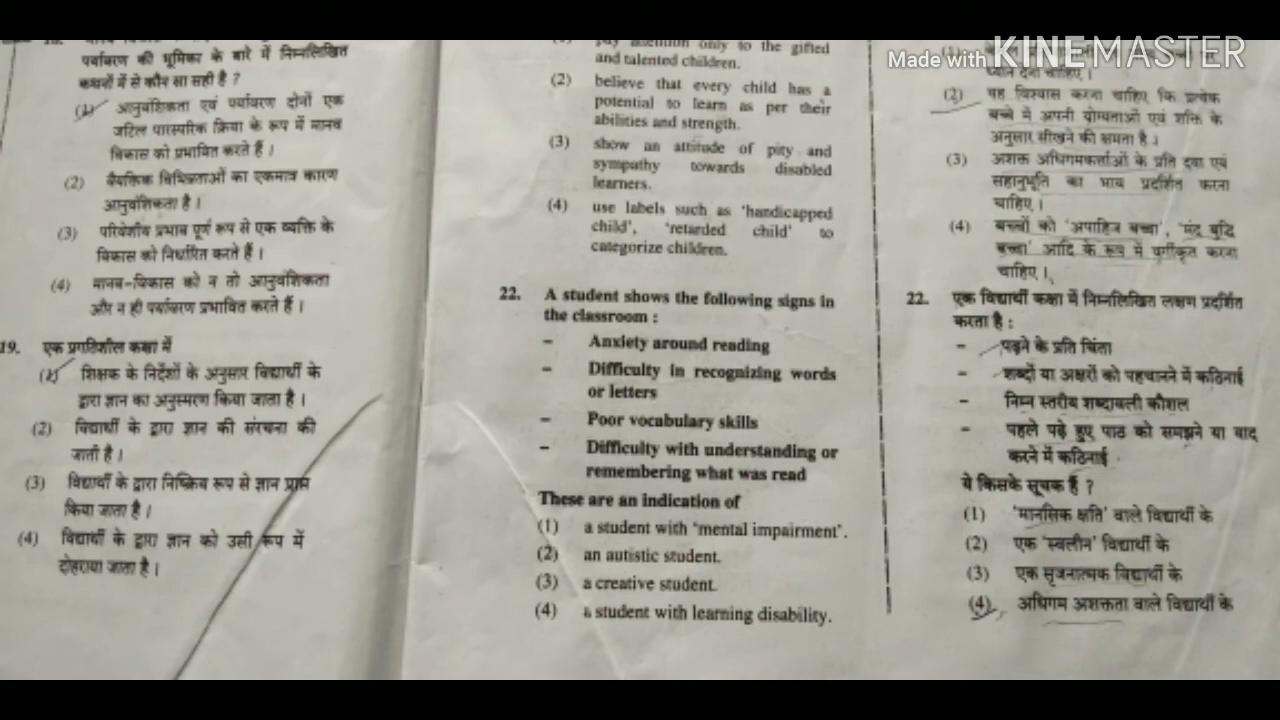 पर्यावरण की भूमिका के बारे में निम्नलिखित
कथनों में से कौन सा सही है ?
(1) आनुवंशिकता एवं पर्यावरण दोनों एक
जटिल पारस्परिक क्रिया के रूप में मानव
विकास को प्रभावित करते हैं ।
(2) वैयक्तिक विभिन्नताओं का एकमात्र कारण
आनुवंशिकता है ।
(3) परिवेशीय प्रभाव पूर्ण रूप से एक व्यक्ति के
विकास को निर्धारित करते हैं ।
(4) मानव-विकास को न तो आनुवंशिकता
और न ही पर्यावरण प्रभावित करते हैं ।
19. एक प्रगतिशील कक्षा में
(1) शिक्षक के निर्देशों के अनुसार विद्यार्थी के
द्वारा ज्ञान का अनुस्मरण किया जाता है ।
(2) विद्यार्थी के द्वारा ज्ञान की संरचना की
जाती है ।
(3) विद्यार्थी के द्वारा निष्क्रिय रूप से ज्ञान प्राप्त
किया जाता है ।
(4) विद्यार्थी के द्वारा ज्ञान को उसी रूप में
दोहराया जाता है ।
pay attention only to the gifted
and talented children.
(2) believe that every child has a
potential to learn as per their
abilities and strength.
(3) show an attitude of pity and
sympathy towards disabled
learners.
(4) use labels such as 'handicapped
child', 'retarded child' to
categorize children.
22. A student shows the following signs in
the classroom :
- Anxiety around reading
- Difficulty in recognizing words
or letters
- Poor vocabulary skills
- Difficulty with understanding or
remembering what was read
These are an indication of
(1) a student with 'mental impairment'.
(2) an autistic student.
(3) a creative student.
(4) a student with learning disability.
Made with KINEMASTER
(1)
ध्यान देना चाहिए ।
(2) यह विश्वास करना चाहिए कि प्रत्येक
बच्चे में अपनी योग्यताओं एवं शक्ति के
अनुसार सीखने की क्षमता है ।
(3) अशक्त अधिगमकर्त्ताओं के प्रति दया एवं
सहानुभूति का भाव प्रदर्शित करना
चाहिए ।
(4) बच्चों को 'अपाहिज बच्चा', 'मंद बुद्धि
बच्चा' आदि के रूप में वर्गीकृत करना
चाहिए ।
22. एक विद्यार्थी कक्षा में निम्नलिखित लक्षण प्रदर्शित
करता है :
- पढ़ने के प्रति चिंता
- शब्दों या अक्षरों को पहचानने में कठिनाई
- निम्न स्तरीय शब्दावली कौशल
- पहले पढ़े हुए पाठ को समझने या याद
करने में कठिनाई
ये किसके सूचक हैं ?
(1) 'मानसिक क्षति' वाले विद्यार्थी के
(2) एक 'स्वलीन' विद्यार्थी के
(3) एक सृजनात्मक विद्यार्थी के
(4) अधिगम अशक्तता वाले विद्यार्थी के